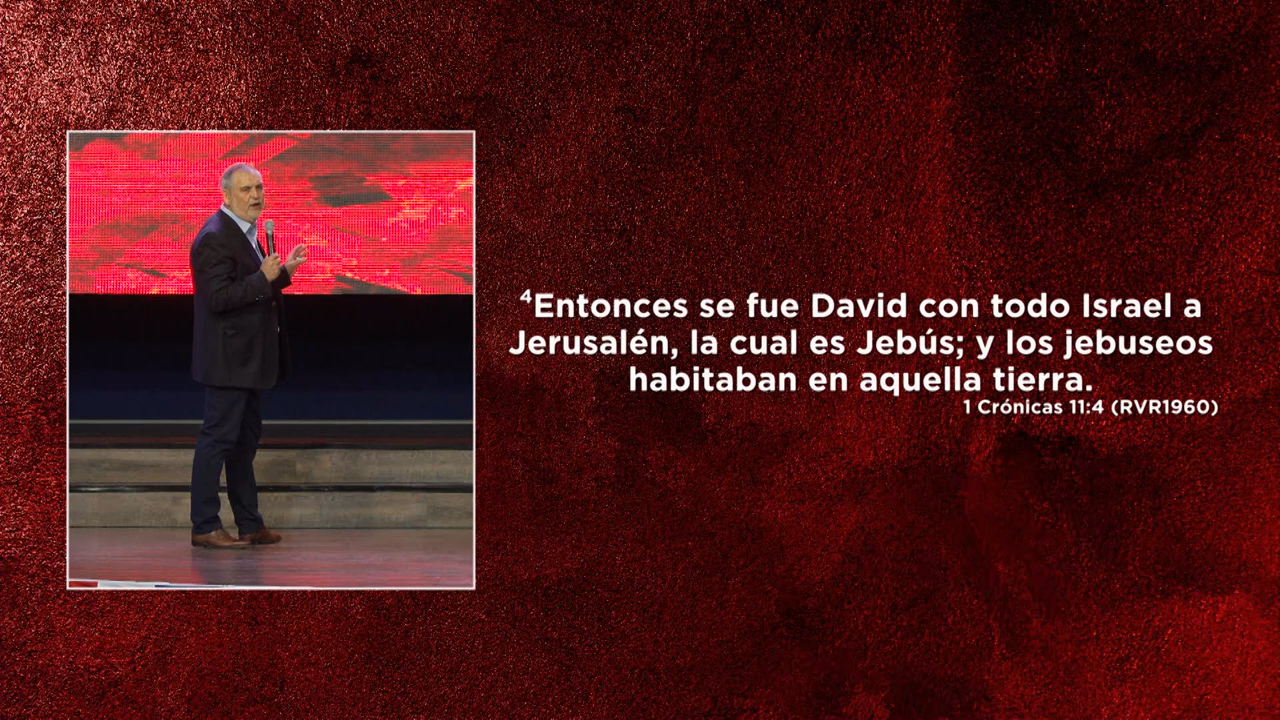 ⁴Entonces se fue David con todo Israel a
Jerusalén, la cual es Jebús; y los jebuseos
habitaban en aquella tierra.
1 Crónicas 11:4 (RVR1960)